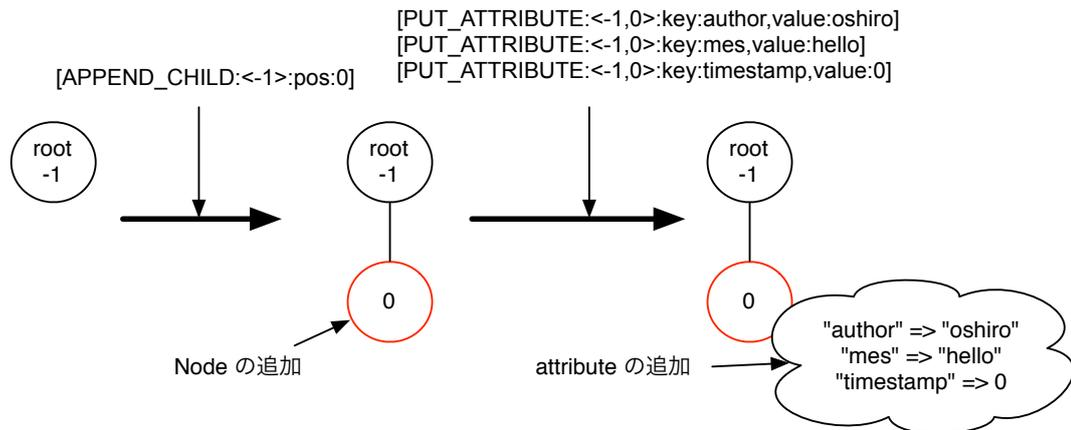 [PUT_ATTRIBUTE:<-1,0>:key:author,value:oshiro]
[PUT_ATTRIBUTE:<-1,0>:key:mes,value:hello]
[PUT_ATTRIBUTE:<-1,0>:key:timestamp,value:0]
[APPEND_CHILD:<-1>:pos:0]
root
-1
root
-1
root
-1
0
0
Node の追加
attribute の追加
"author" => "oshiro"
"mes" => "hello"
"timestamp" => 0